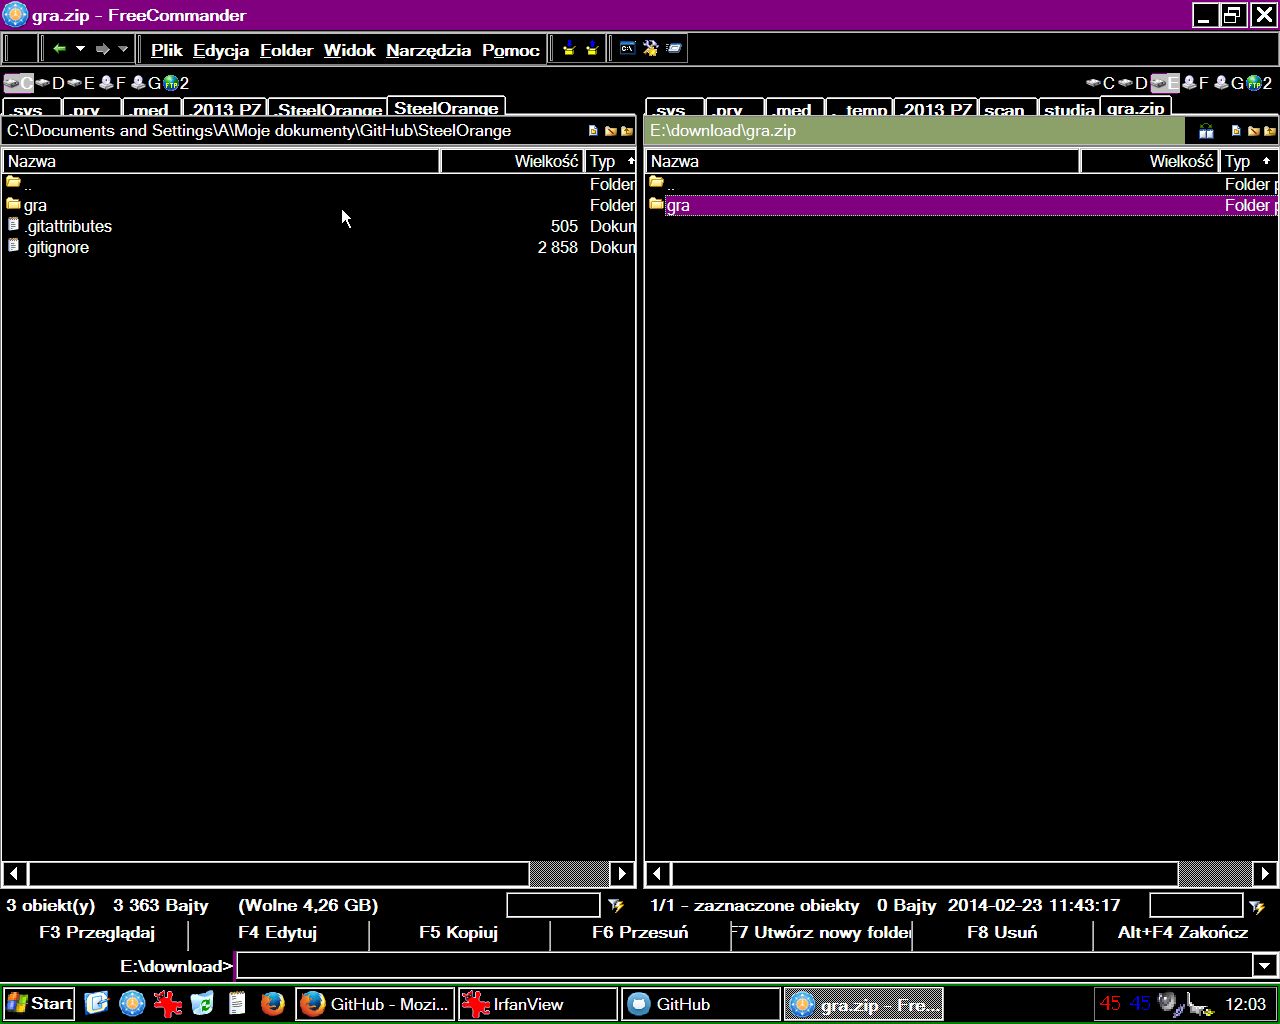 gra.zip - FreeCommander
Plik Edycja Folder Widok Narzędzia Pomoc
C D E F G 2
C D E F G 2
.sys .prv .med .2013 PZ .SteelOrange SteelOrange
.sys .prv .med _temp .2013 PZ scan studia gra.zip
C:\Documents and Settings\A\Moje dokumenty\GitHub\SteelOrange
E:\download\gra.zip
Nazwa Wielkość Typ
.. Folder
gra Folder
.gitattributes 505 Dokun
.gitignore 2 858 Dokun
Nazwa Wielkość Typ
.. Folder p
gra Folder p
3 obiekt(y) 3 363 Bajty (Wolne 4,26 GB)
1/1 - zaznaczone obiekty 0 Bajty 2014-02-23 11:43:17
F3 Przeglądaj F4 Edytuj F5 Kopiuj F6 Przesuń F7 Utwórz nowy folder F8 Usuń Alt+F4 Zakończ
E:\download>
Start GitHub - Mozi... IrfanView GitHub gra.zip - Fre... 45 45 12:03